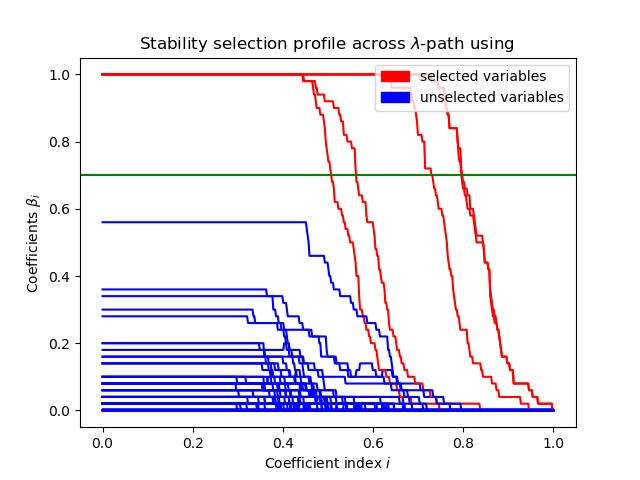 Stability selection profile across λ-path using
selected variables
unselected variables
Coefficients βᵢ
1.0
0.8
0.6
0.4
0.2
0.0
0.0 0.2 0.4 0.6 0.8 1.0
Coefficient index i